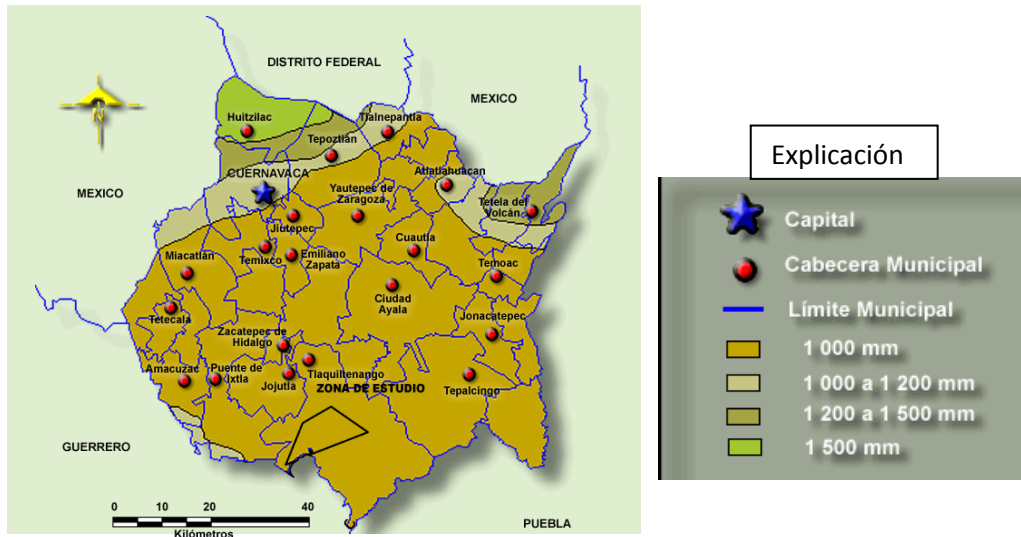 DISTRITO FEDERAL
MEXICO
Huitzilac
Tlalnepantla
Tepoztlán
CUERNAVACA
Atlatlahuacan
MEXICO
Yautepec de
Zaragoza
Tetela del
Volcán
Jiutepec
Cuautla
Miacatlán
Temixco
Emiliano
Zapata
Temoac
Ciudad
Ayala
Tetecala
Jonacatepec
Zacatepec de
Hidalgo
Amacuzac
Puente de
Ixtla
Jojutla
Tlaquiltenango
ZONA DE ESTUDIO
Tepalcingo
GUERRERO
PUEBLA
0 10 20 40
Kilómetros
N
Explicación
Capital
Cabecera Municipal
Límite Municipal
1 000 mm
1 000 a 1 200 mm
1 200 a 1 500 mm
1 500 mm